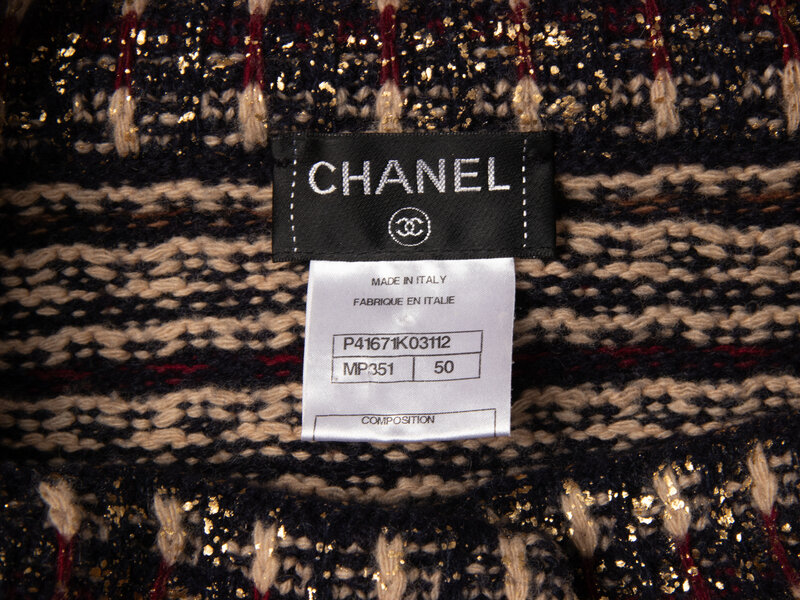 CHANEL
MADE IN ITALY
FABRIQUE EN ITALIE
P41671K03112
MP351 50
COMPOSITION